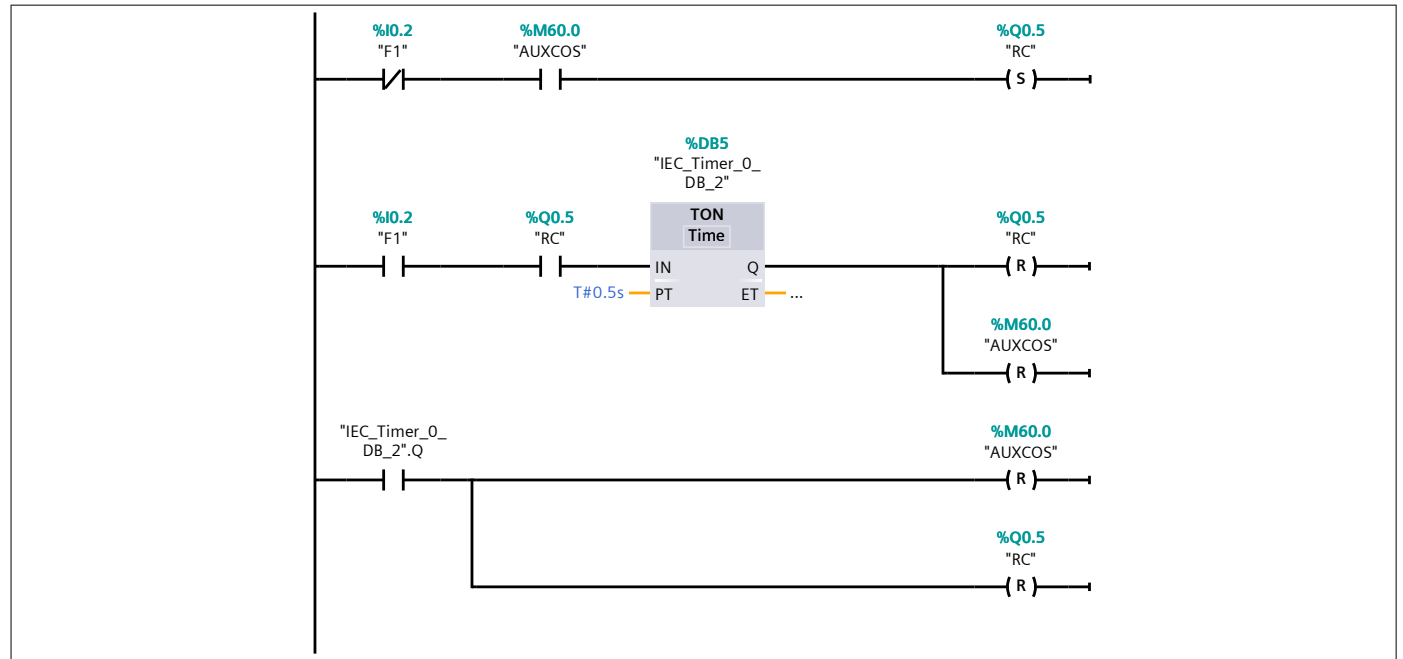 %I0.2 %M60.0 %Q0.5
"F1" "AUXCOS" "RC"
S
%DB5
"IEC_Timer_0_
DB_2"
TON
%I0.2 %Q0.5 Time %Q0.5
"F1" "RC" "RC"
IN Q R
T#0.5s PT ET ...
%M60.0
"AUXCOS"
R
"IEC_Timer_0_ %M60.0
DB_2".Q "AUXCOS"
R
%Q0.5
"RC"
R